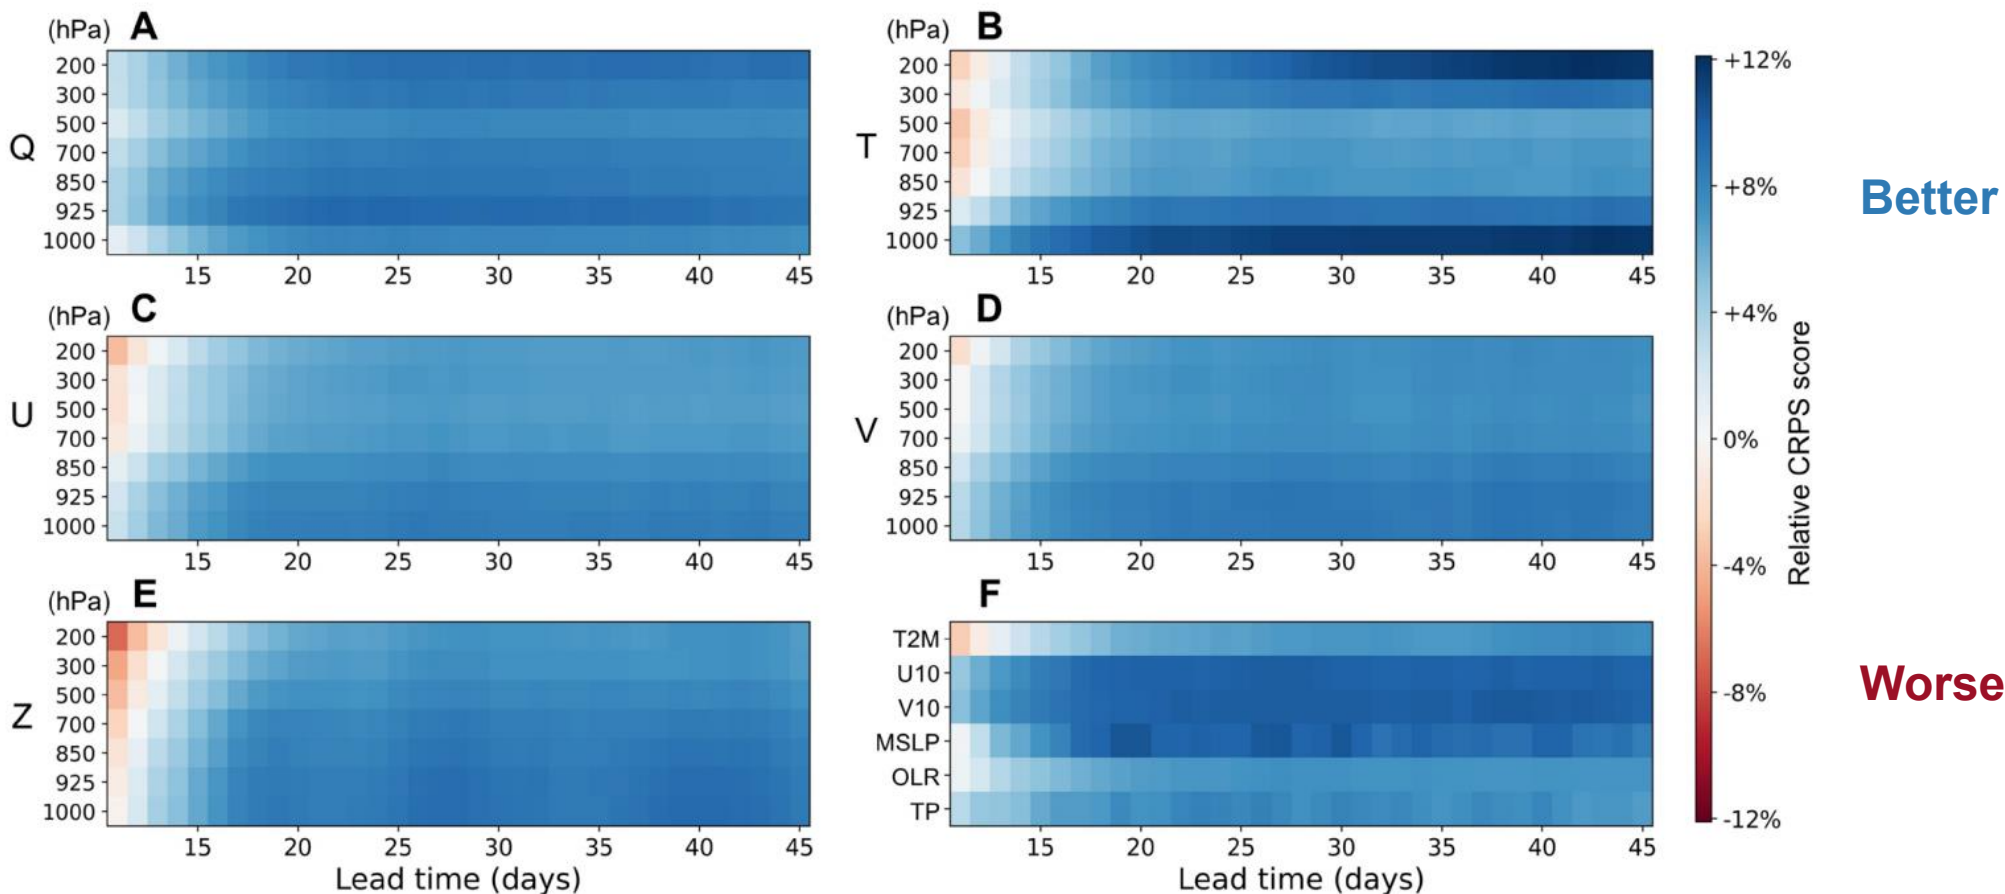 (hPa) A
200
300
500
700
850
925
1000
Q
15 20 25 30 35 40 45
(hPa) B
200
300
500
700
850
925
1000
T
15 20 25 30 35 40 45
(hPa) C
200
300
500
700
850
925
1000
U
15 20 25 30 35 40 45
(hPa) D
200
300
500
700
850
925
1000
V
15 20 25 30 35 40 45
(hPa) E
200
300
500
700
850
925
1000
Z
15 20 25 30 35 40 45
Lead time (days)
F
T2M
U10
V10
MSLP
OLR
TP
15 20 25 30 35 40 45
Lead time (days)
+12%
+8%
+4%
0%
-4%
-8%
-12%
Relative CRPS score
Better
Worse